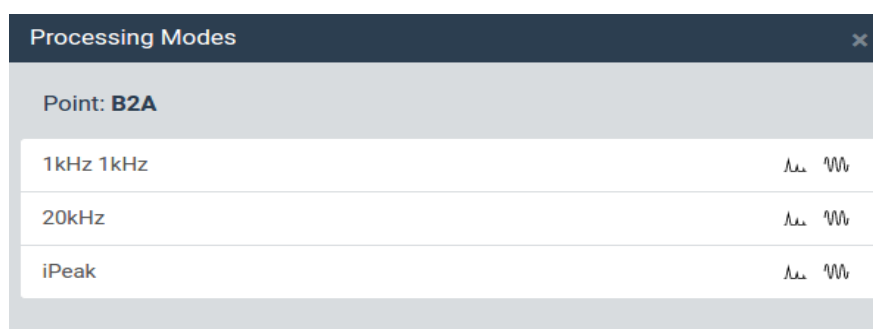 Processing Modes
Point: B2A
1kHz 1kHz
20kHz
iPeak